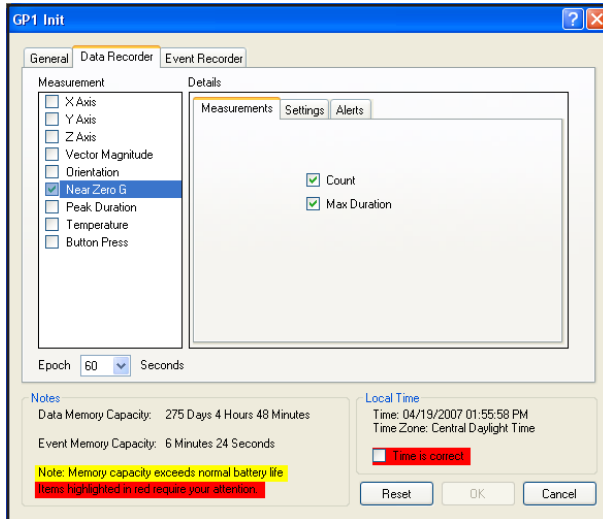 GP1 Init
General Data Recorder Event Recorder
Measurement
X Axis
Y Axis
Z Axis
Vector Magnitude
Orientation
Near Zero G
Peak Duration
Temperature
Button Press
Details
Measurements Settings Alerts
Count
Max Duration
Epoch 60 Seconds
Notes
Data Memory Capacity: 275 Days 4 Hours 48 Minutes
Event Memory Capacity: 6 Minutes 24 Seconds
Note: Memory capacity exceeds normal battery life
Items highlighted in red require your attention.
Local Time
Time: 04/19/2007 01:55:58 PM
Time Zone: Central Daylight Time
Time is correct
Reset OK Cancel